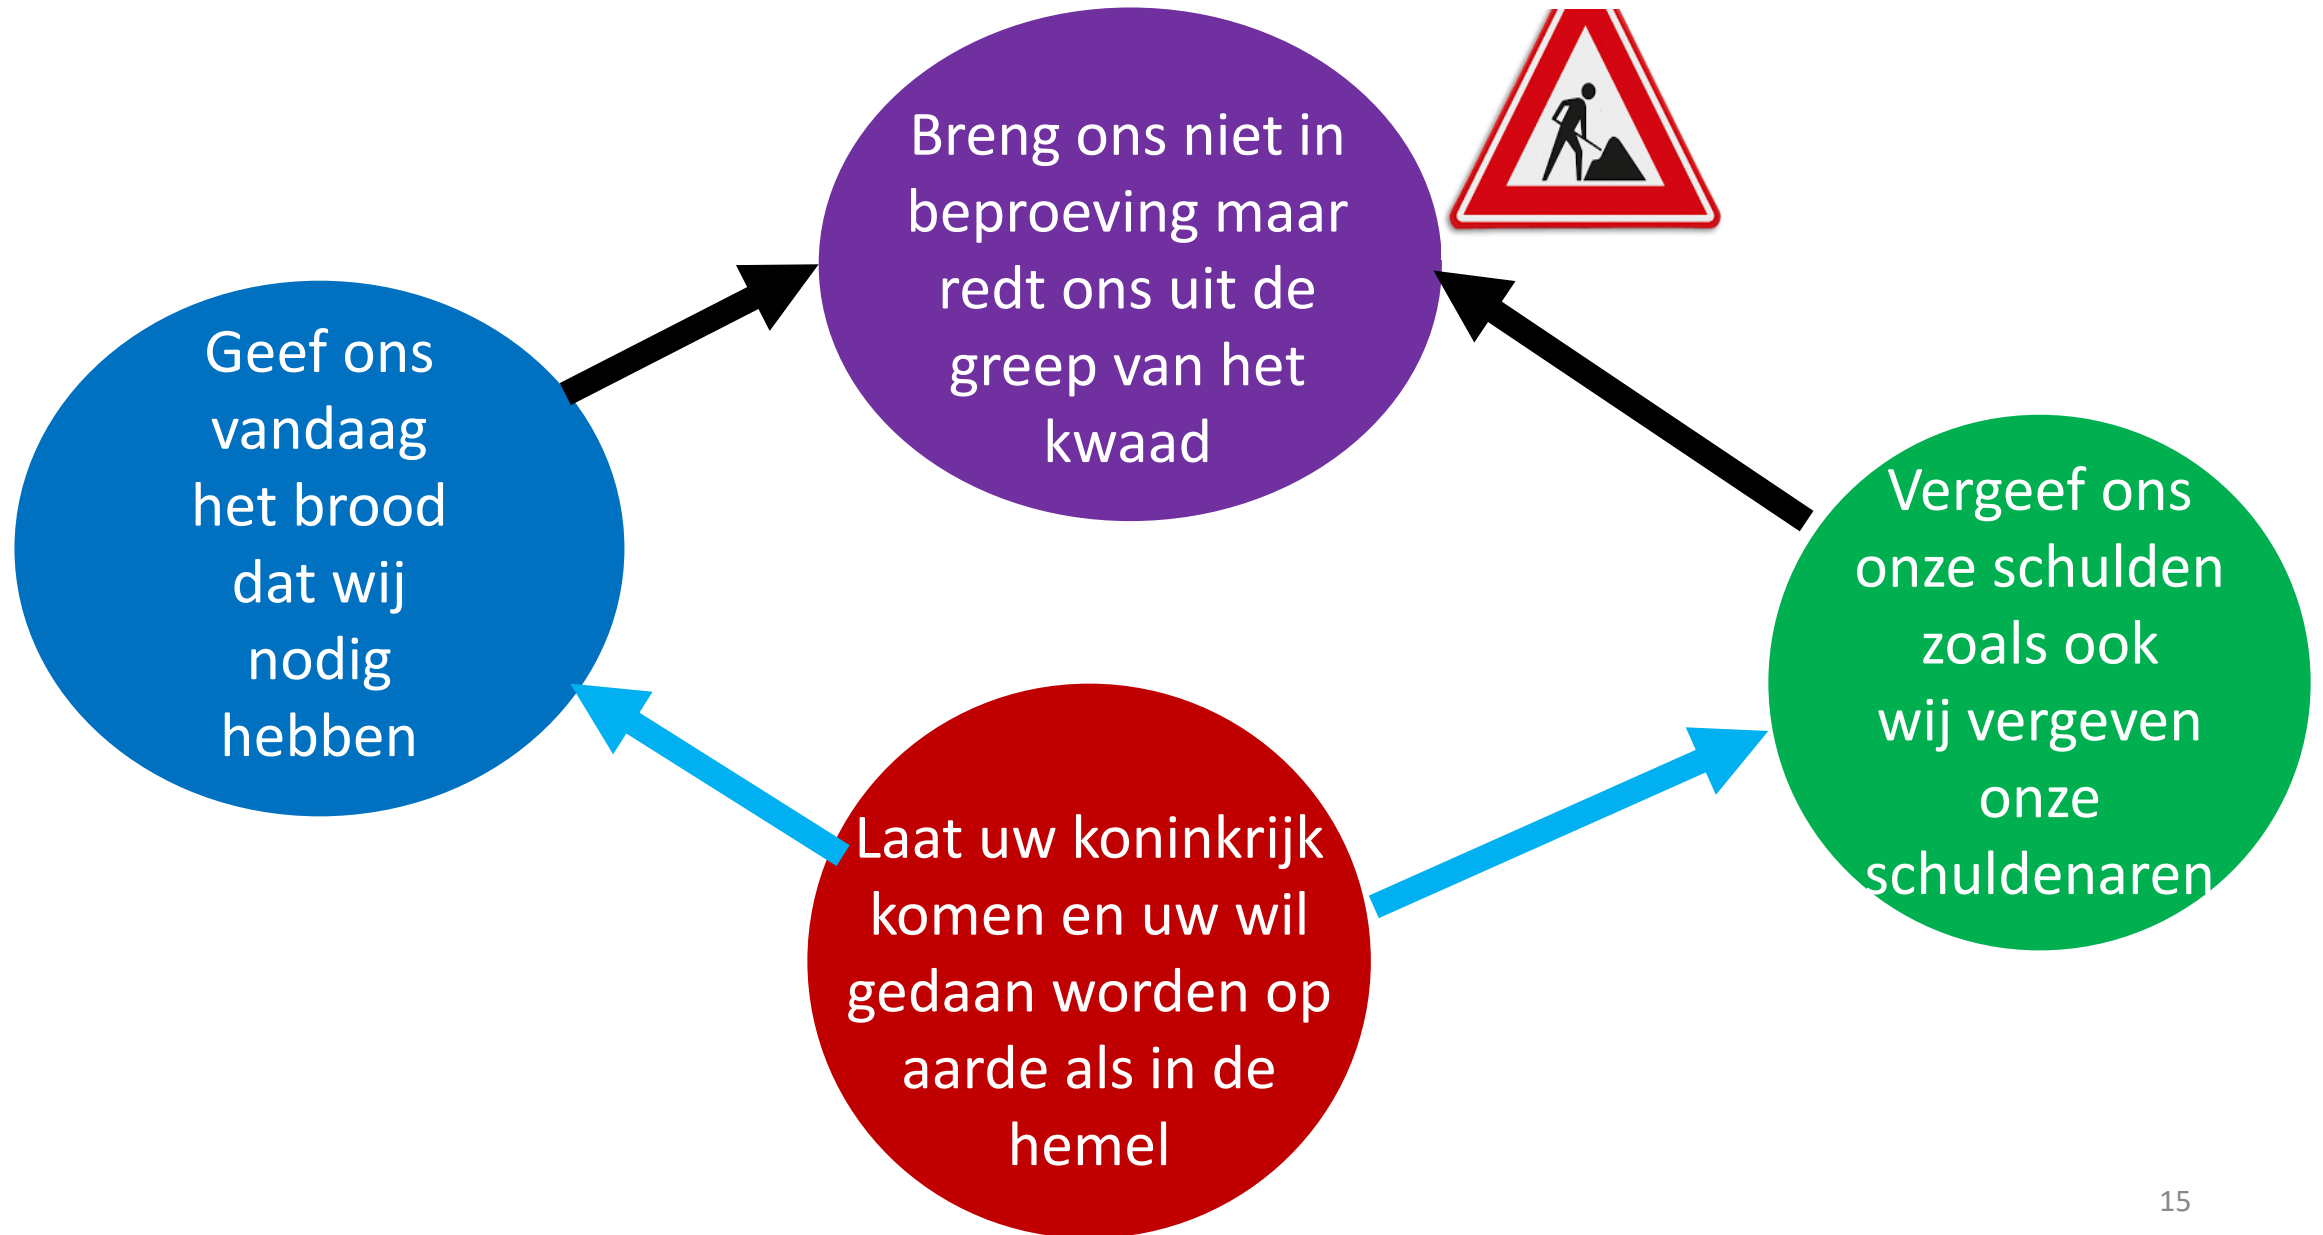 Breng ons niet in
beproeving maar
redt ons uit de
greep van het
kwaad
Geef ons
vandaag
het brood
dat wij
nodig
hebben
Vergeef ons
onze schulden
zoals ook
wij vergeven
onze
schuldenaren
Laat uw koninkrijk
komen en uw wil
gedaan worden op
aarde als in de
hemel
15